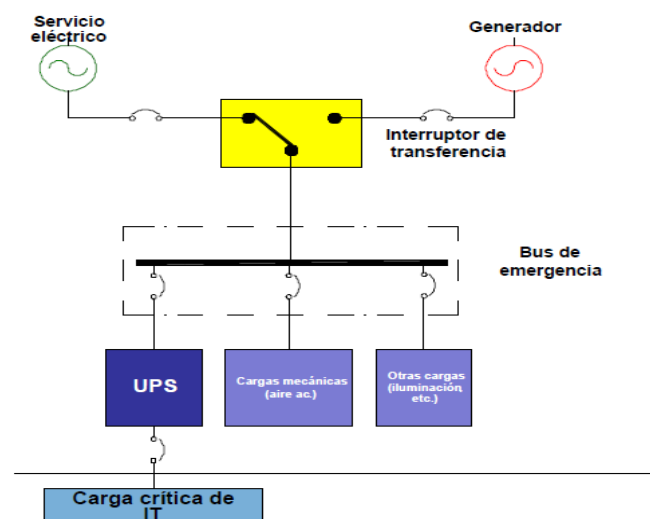 Servicio
eléctrico
Generador
Interruptor de
transferencia
Bus de
emergencia
UPS
Cargas mecánicas
(aire ac.)
Otras cargas
(iluminación,
etc.)
Carga crítica de
IT